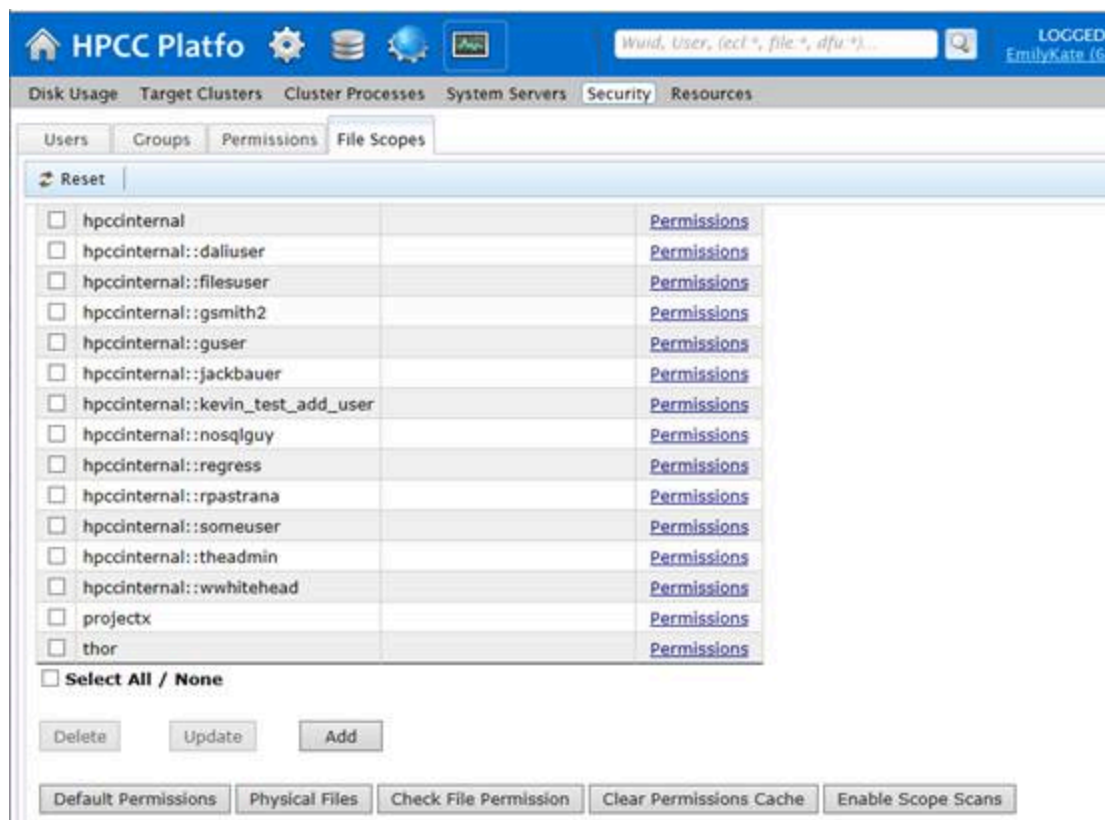 HPCC Platfo
Wuid, User, (ecl:*, file:*, dfu:*)...
LOGGED
EmilyKate (6
Disk Usage Target Clusters Cluster Processes System Servers Security Resources
Users Groups Permissions File Scopes
Reset
hpccinternal Permissions
hpccinternal::daliuser Permissions
hpccinternal::filesuser Permissions
hpccinternal::gsmith2 Permissions
hpccinternal::guser Permissions
hpccinternal::jackbauer Permissions
hpccinternal::kevin_test_add_user Permissions
hpccinternal::nosqlguy Permissions
hpccinternal::regress Permissions
hpccinternal::rpastrana Permissions
hpccinternal::someuser Permissions
hpccinternal::theadmin Permissions
hpccinternal::wwhitehead Permissions
projectx Permissions
thor Permissions
Select All / None
Delete Update Add
Default Permissions Physical Files Check File Permission Clear Permissions Cache Enable Scope Scans